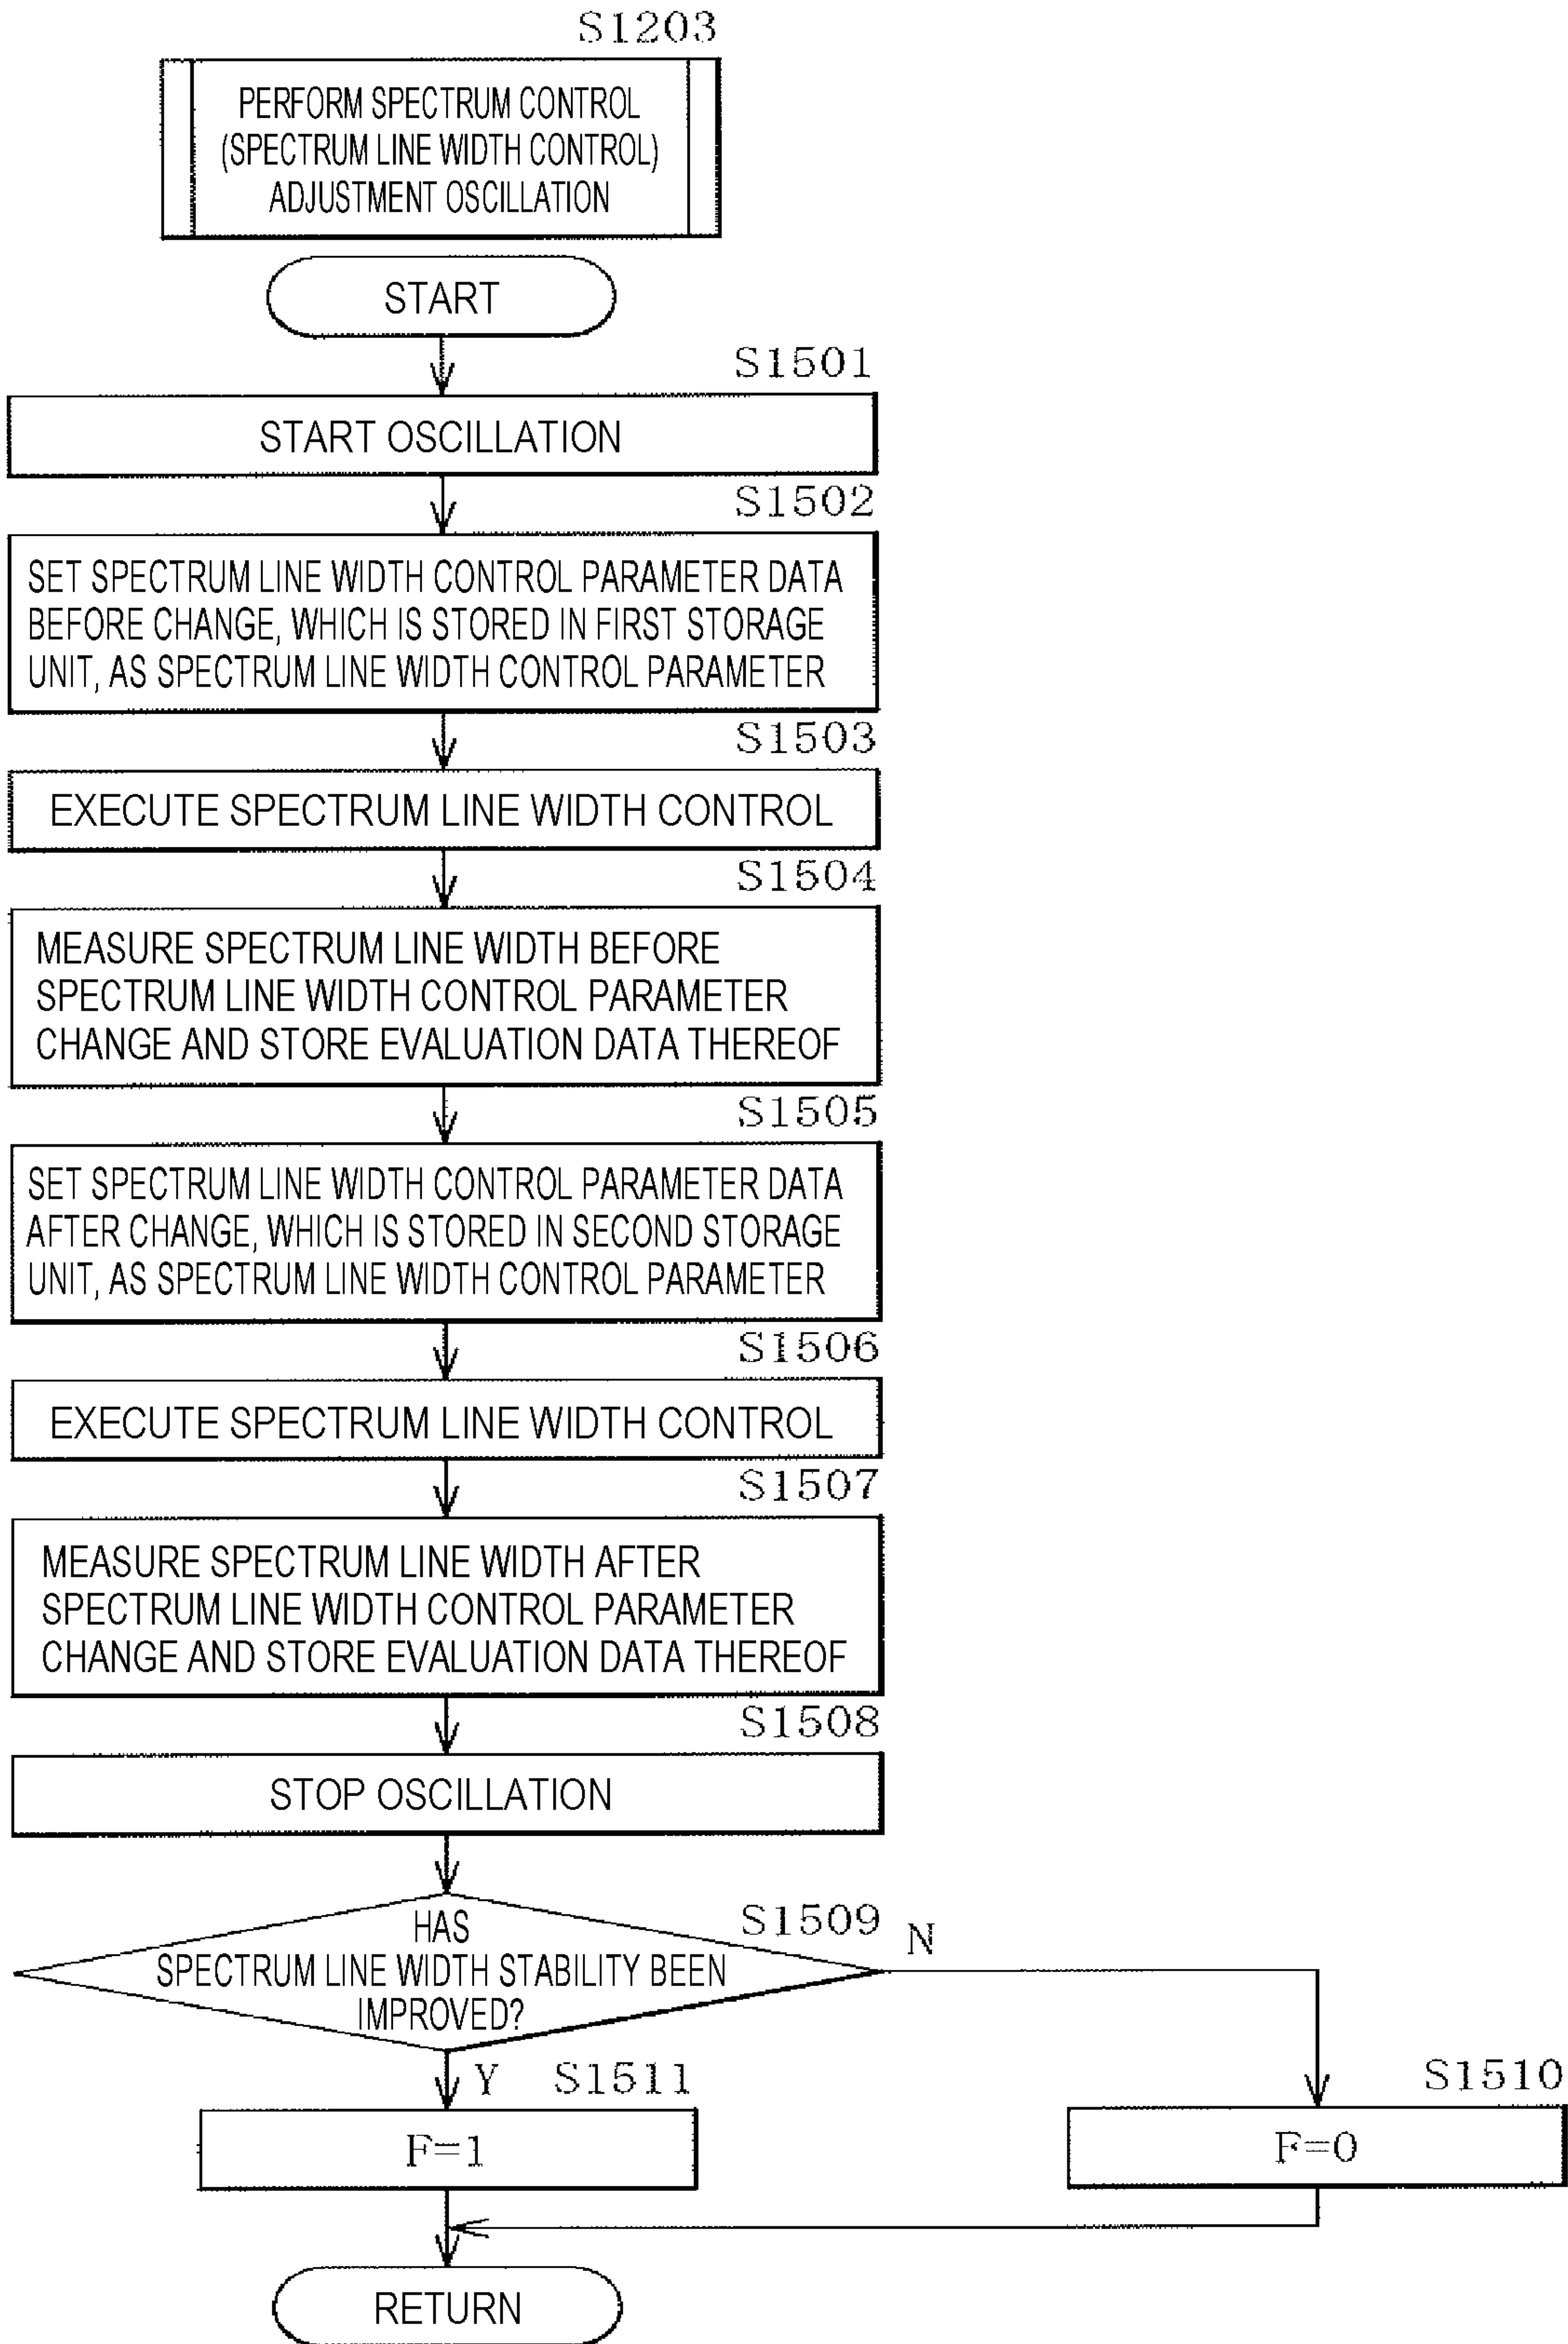 S1203
PERFORM SPECTRUM CONTROL
(SPECTRUM LINE WIDTH CONTROL)
ADJUSTMENT OSCILLATION
START
S1501
START OSCILLATION
S1502
SET SPECTRUM LINE WIDTH CONTROL PARAMETER DATA
BEFORE CHANGE, WHICH IS STORED IN FIRST STORAGE
UNIT, AS SPECTRUM LINE WIDTH CONTROL PARAMETER
S1503
EXECUTE SPECTRUM LINE WIDTH CONTROL
S1504
MEASURE SPECTRUM LINE WIDTH BEFORE
SPECTRUM LINE WIDTH CONTROL PARAMETER
CHANGE AND STORE EVALUATION DATA THEREOF
S1505
SET SPECTRUM LINE WIDTH CONTROL PARAMETER DATA
AFTER CHANGE, WHICH IS STORED IN SECOND STORAGE
UNIT, AS SPECTRUM LINE WIDTH CONTROL PARAMETER
S1506
EXECUTE SPECTRUM LINE WIDTH CONTROL
S1507
MEASURE SPECTRUM LINE WIDTH AFTER
SPECTRUM LINE WIDTH CONTROL PARAMETER
CHANGE AND STORE EVALUATION DATA THEREOF
S1508
STOP OSCILLATION
S1509
HAS
SPECTRUM LINE WIDTH STABILITY BEEN
IMPROVED?
N
Y
S1511
F=1
S1510
F=0
RETURN